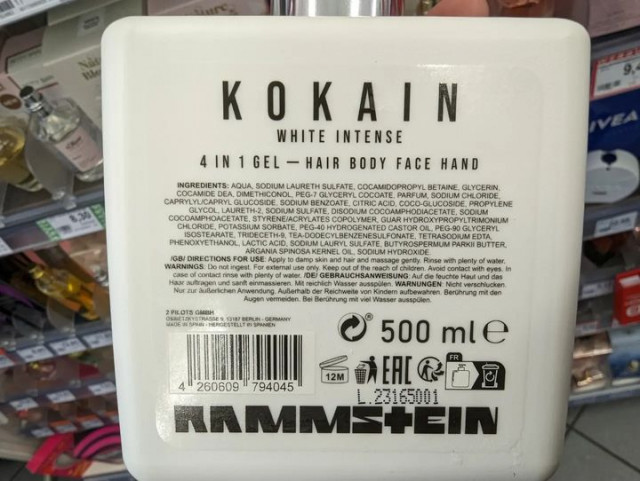 KOKAIN
WHITE INTENSE
4 IN 1 GEL — HAIR BODY FACE HAND
INGREDIENTS: AQUA, SODIUM LAURETH SULFATE, COCAMIDOPROPYL BETAINE, GLYCERIN,
COCAMIDE DEA, DIMETHICONOL, PEG-7 GLYCERYL COCOATE, PARFUM, SODIUM CHLORIDE,
CAPRYLYL/CAPRYL GLUCOSIDE, SODIUM BENZOATE, CITRIC ACID, COCO-GLUCOSIDE, PROPYLENE
GLYCOL, LAURETH-2, SODIUM SULFATE, DISODIUM COCOAMPHODIACETATE, SODIUM
COCOAMPHOACETATE, STYRENE/ACRYLATES COPOLYMER, GUAR HYDROXYPROPYLTRIMONIUM
CHLORIDE, POTASSIUM SORBATE, PEG-40 HYDROGENATED CASTOR OIL, PEG-90 GLYCERYL
ISOSTEARATE, TRIDECETH-9, TEA-DODECYLBENZENESULFONATE, TETRASODIUM EDTA,
PHENOXYETHANOL, LACTIC ACID, SODIUM LAURYL SULFATE, BUTYROSPERMUM PARKII BUTTER,
ARGANIA SPINOSA KERNEL OIL, SODIUM HYDROXIDE.
/GB/ DIRECTIONS FOR USE: Apply to damp skin and hair and massage gently. Rinse with plenty of water.
WARNINGS: Do not ingest. For external use only. Keep out of the reach of children. Avoid contact with eyes. In
case of contact rinse with plenty of water. /DE/ GEBRAUCHSANWEISUNG: Auf die feuchte Haut und das
Haar auftragen und sanft einmassieren. Mit reichlich Wasser ausspülen. WARNUNGEN: Nicht verschlucken.
Nur zur äußerlichen Anwendung. Außerhalb der Reichweite von Kindern aufbewahren. Berührung mit den
Augen vermeiden. Bei Berührung mit viel Wasser ausspülen.
2 PILOTS GMBH
MADE IN SPAIN - HERGESTELLT IN SPANIEN
500 ml e
4 260609 794045
12M
EAC
FR
L.23165001
RAMMSTEIN
8,30
9,4
NIVEA